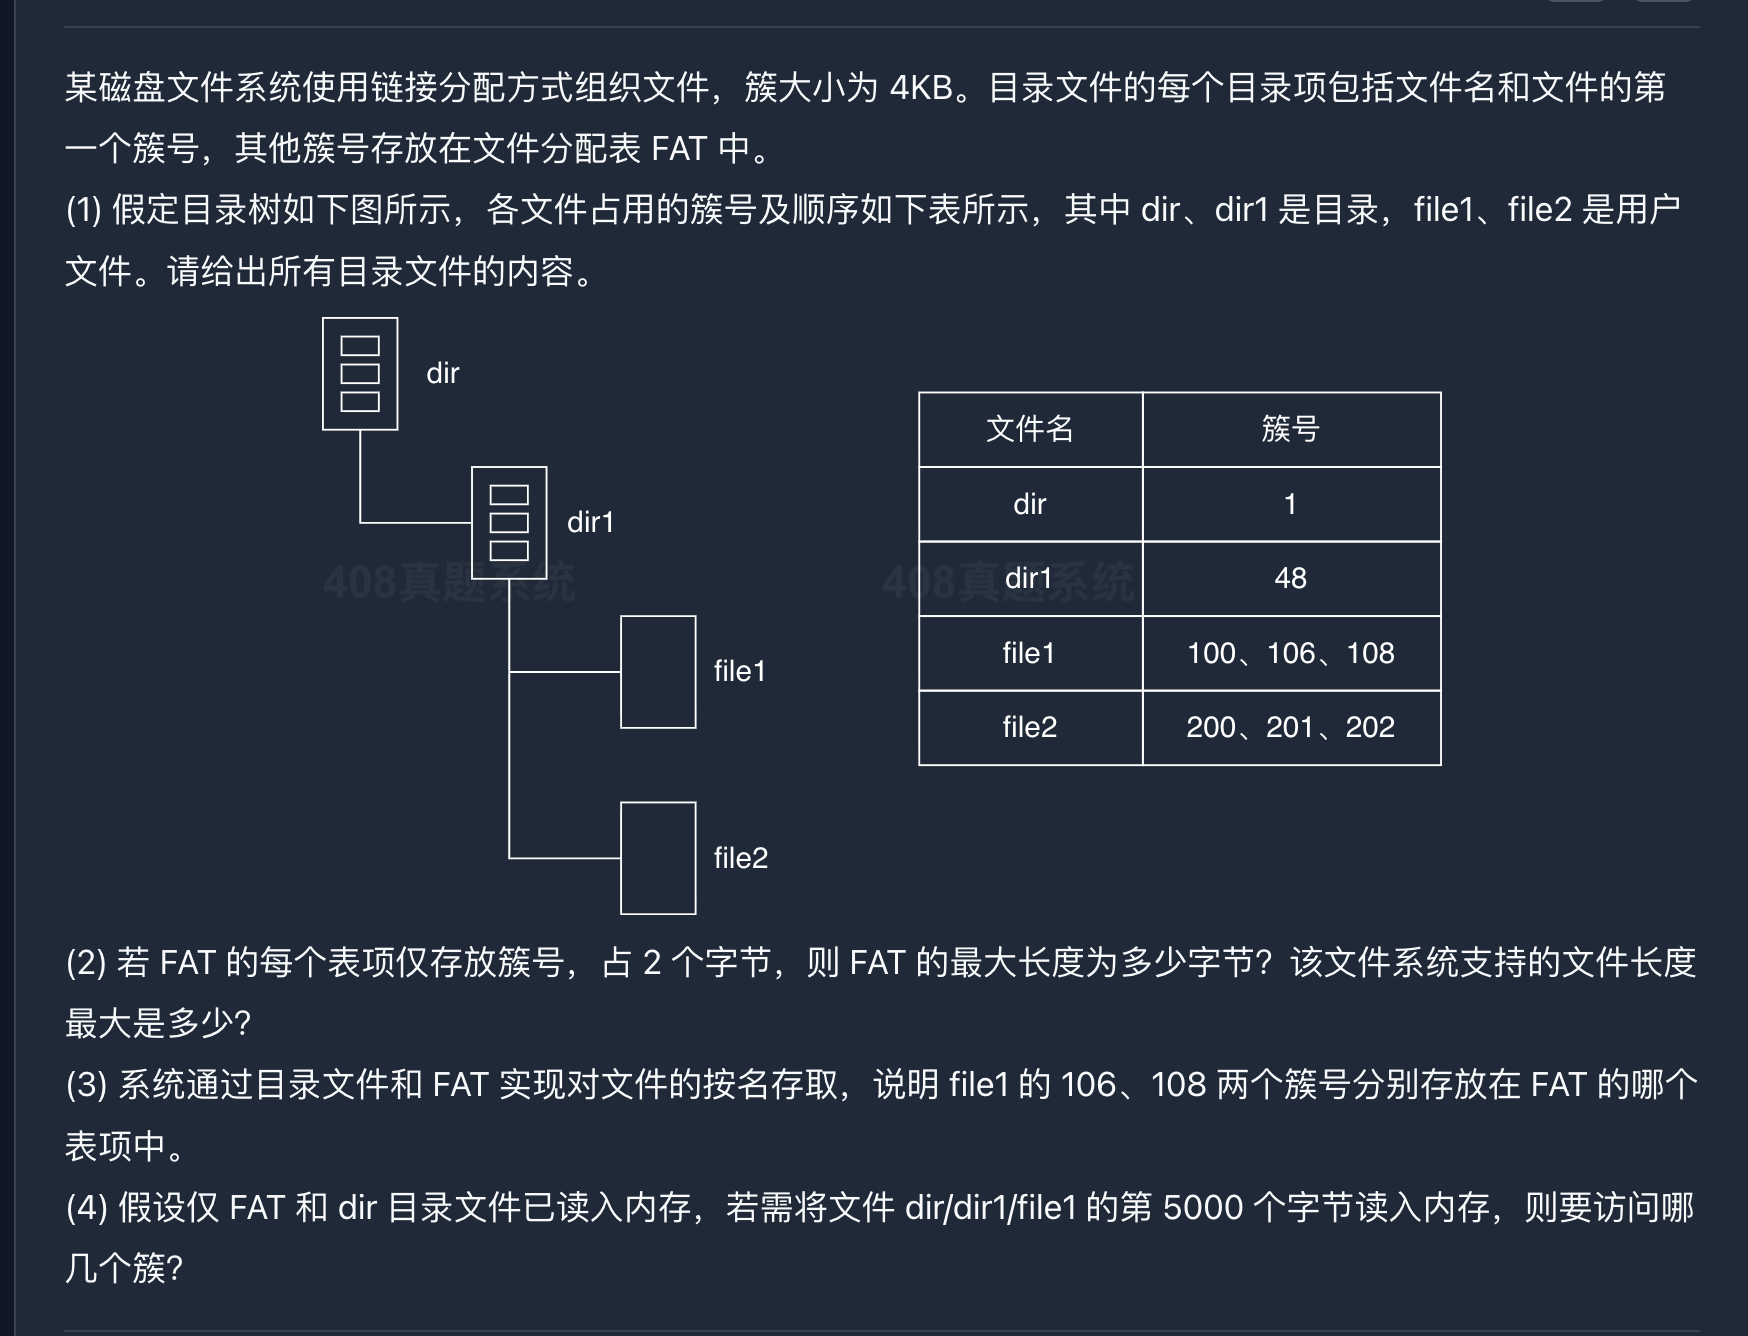 某磁盘文件系统使用链接分配方式组织文件，簇大小为 4KB。目录文件的每个目录项包括文件名和文件的第
一个簇号，其他簇号存放在文件分配表 FAT 中。
(1) 假定目录树如下图所示，各文件占用的簇号及顺序如下表所示，其中 dir、dir1 是目录，file1、file2 是用户
文件。请给出所有目录文件的内容。
dir
dir1
file1
file2
文件名 簇号
dir 1
dir1 48
file1 100、106、108
file2 200、201、202
408真题系统
408真题系统
(2) 若 FAT 的每个表项仅存放簇号，占 2 个字节，则 FAT 的最大长度为多少字节？该文件系统支持的文件长度
最大是多少？
(3) 系统通过目录文件和 FAT 实现对文件的按名存取，说明 file1 的 106、108 两个簇号分别存放在 FAT 的哪个
表项中。
(4) 假设仅 FAT 和 dir 目录文件已读入内存，若需将文件 dir/dir1/file1 的第 5000 个字节读入内存，则要访问哪
几个簇？